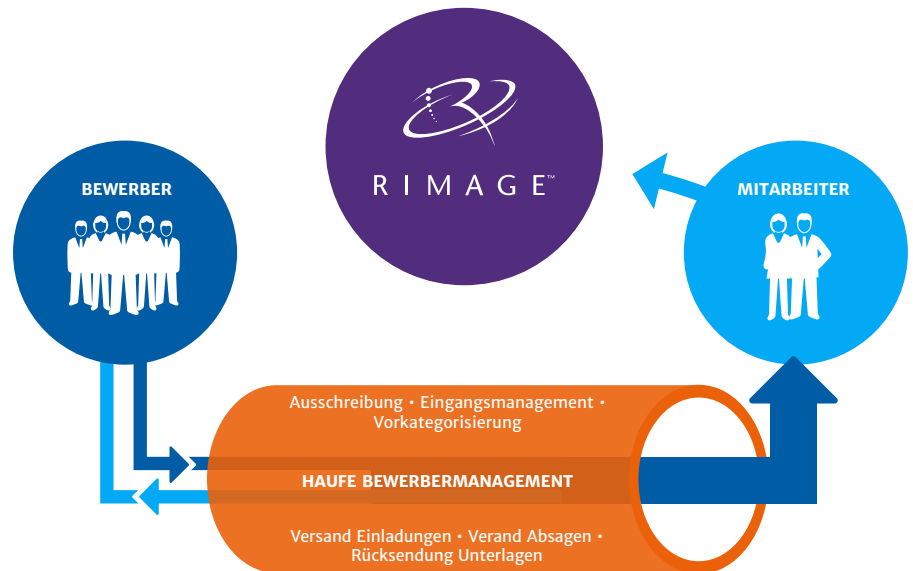 RIMAGE™
BEWERBER
MITARBEITER
Ausschreibung · Eingangsmanagement ·
Vorkategorisierung
HAUFE BEWERBERMANAGEMENT
Versand Einladungen · Verand Absagen ·
Rücksendung Unterlagen